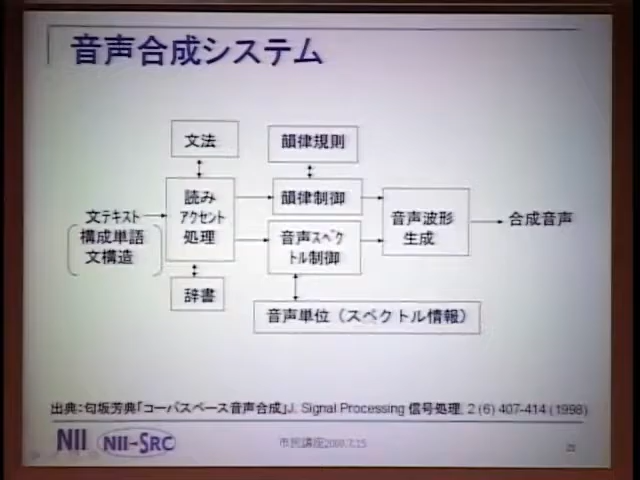 音声合成システム
文法
韻律規則
読み
アクセント
処理
韻律制御
文テキスト
構成単語
文構造
音声スペク
トル制御
音声波形
生成
合成音声
辞書
音声単位（スペクトル情報）
出典：匂坂芳典「コーパスベース音声合成」J. Signal Processing 信号処理, 2 (6) 407-414 (1998)
NII NII-SRC